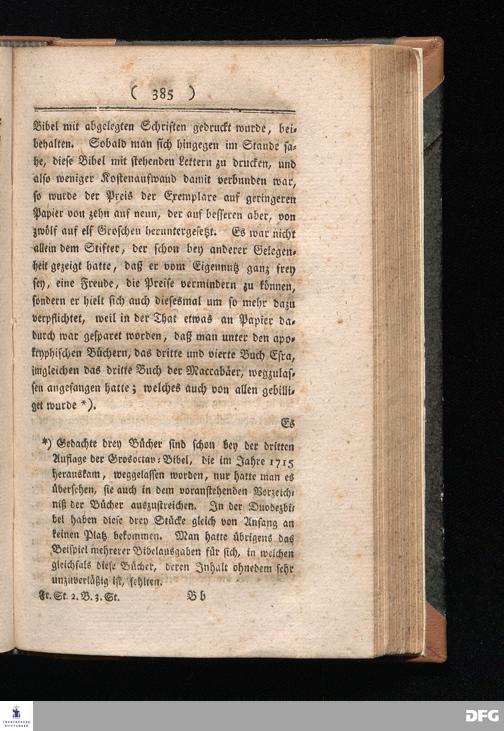 ( 385 )
Bibel mit abgelegten Schriften gedruckt wurde, bei-
behalten. Sobald man sich hingegen im Stande sa-
he, diese Bibel mit stehenden Lettern zu drucken, und
also weniger Kostenaufwand damit verbunden war,
so wurde der Preis der Exemplare auf geringeren
Papier von zehn auf neun, der auf besseren aber, von
zwölf auf elf Groschen heruntergesetzt. Es war nicht
allein dem Stifter, der schon bey anderer Gelegen-
heit gezeigt hatte, daß er vom Eigennutz ganz frey
sey, eine Freude, die Preise vermindern zu können,
sondern er hielt sich auch diesesmal um so mehr dazu
verpflichtet, weil in der That etwas an Papier da-
durch war gesparet worden, daß man unter den apo-
kryphischen Büchern, das dritte und vierte Buch Esra,
imgleichen das dritte Buch der Maccabäer, wegzulas-
sen angefangen hatte; welches auch von allen gebilli-
get wurde *).
Es
*) Gedachte drey Bücher sind schon bey der dritten
Auflage der Grosoctav-Bibel, die im Jahre 1715
herauskam, weggelassen worden, nur hatte man es
übersehen, sie auch in dem voranstehenden Verzeich-
niß der Bücher auszustreichen. In der Duodezbi-
bel haben diese drey Stücke gleich von Anfang an
keinen Platz bekommen. Man hatte übrigens das
Beispiel mehrerer Bibelausgaben für sich, in welchen
gleichfals diese Bücher, deren Inhalt ohnedem sehr
unzuverläßig ist, fehlten.
Fr. St. 2. B. 3. St. B b
FRANCKESCHE
STIFTUNGEN
DFG